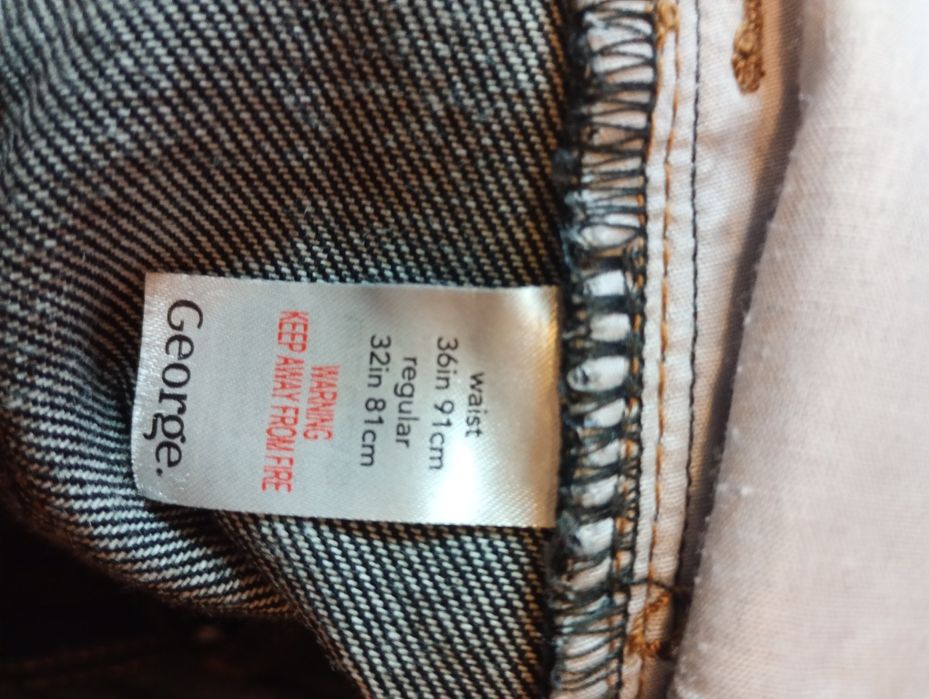 waist
36in 91cm
regular
32in 81cm
WARNING
KEEP AWAY FROM FIRE
George.